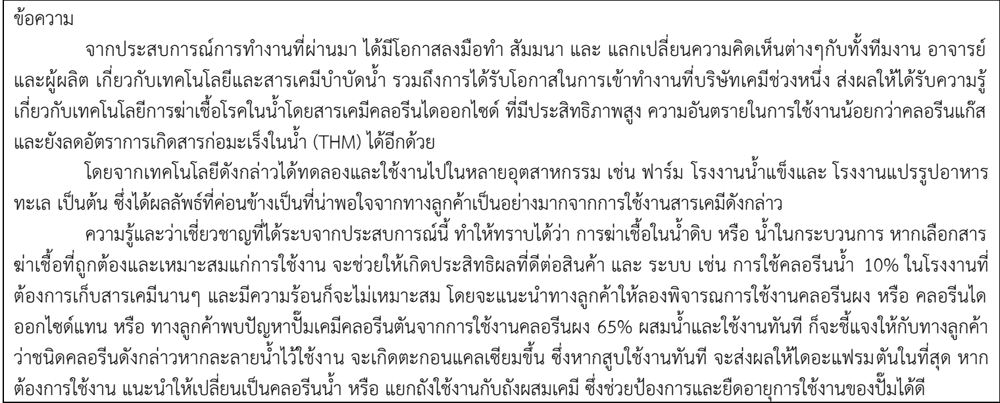 ข้อความ
จากประสบการณ์การทำงานที่ผ่านมา ได้มีโอกาสลงมือทำ สัมมนา และ แลกเปลี่ยนความคิดเห็นต่างๆกับทั้งทีมงาน อาจารย์
และผู้ผลิต เกี่ยวกับเทคโนโลยีและสารเคมีบำบัดน้ำ รวมถึงการได้รับโอกาสในการเข้าทำงานที่บริษัทเคมีช่วงหนึ่ง ส่งผลให้ได้รับความรู้
เกี่ยวกับเทคโนโลยีการฆ่าเชื้อโรคในน้ำโดยสารเคมีคลอรีนไดออกไซด์ ที่มีประสิทธิภาพสูง ความอันตรายในการใช้งานน้อยกว่าคลอรีนแก๊ส
และยังลดอัตราการเกิดสารก่อมะเร็งในน้ำ (THM) ได้อีกด้วย
โดยจากเทคโนโลยีดังกล่าวได้ทดลองและใช้งานไปในหลายอุตสาหกรรม เช่น ฟาร์ม โรงงานน้ำแข็งและ โรงงานแปรรูปอาหาร
ทะเล เป็นต้น ซึ่งได้ผลลัพธ์ที่ค่อนข้างเป็นที่น่าพอใจจากทางลูกค้าเป็นอย่างมากจากการใช้งานสารเคมีดังกล่าว
ความรู้และว่าเชี่ยวชาญที่ได้ระบจากประสบการณ์นี้ ทำให้ทราบได้ว่า การฆ่าเชื้อในน้ำดิบ หรือ น้ำในกระบวนการ หากเลือกสาร
ฆ่าเชื้อที่ถูกต้องและเหมาะสมแก่การใช้งาน จะช่วยให้เกิดประสิทธิผลที่ดีต่อสินค้า และ ระบบ เช่น การใช้คลอรีนน้ำ 10% ในโรงงานที่
ต้องการเก็บสารเคมีนานๆ และมีความร้อนก็จะไม่เหมาะสม โดยจะแนะนำทางลูกค้าให้ลองพิจารณการใช้งานคลอรีนผง หรือ คลอรีนได
ออกไซด์แทน หรือ ทางลูกค้าพบปัญหาปั๊มเคมีคลอรีนตันจากการใช้งานคลอรีนผง 65% ผสมน้ำและใช้งานทันที ก็จะชี้แจงให้กับทางลูกค้า
ว่าชนิดคลอรีนดังกล่าวหากละลายน้ำไว้ใช้งาน จะเกิดตะกอนแคลเซียมขึ้น ซึ่งหากสูบใช้งานทันที จะส่งผลให้ไดอะแฟรมตันในที่สุด หาก
ต้องการใช้งาน แนะนำให้เปลี่ยนเป็นคลอรีนน้ำ หรือ แยกถังใช้งานกับถังผสมเคมี ซึ่งช่วยป้องการและยืดอายุการใช้งานของปั๊มได้ดี